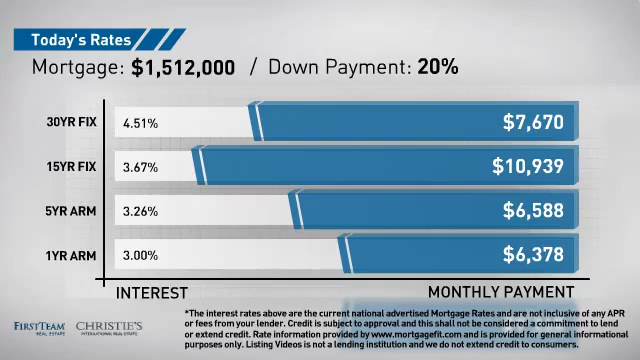 Today's Rates
Mortgage: $1,512,000 / Down Payment: 20%
30YR FIX 4.51% $7,670
15YR FIX 3.67% $10,939
5YR ARM 3.26% $6,588
1YR ARM 3.00% $6,378
INTEREST MONTHLY PAYMENT
FIRSTTEAM
REAL ESTATE
CHRISTIE'S
INTERNATIONAL REAL ESTATE
*The interest rates above are the current national advertised Mortgage Rates and are not inclusive of any APR
or fees from your lender. Credit is subject to approval and this shall not be considered a commitment to lend
or extend credit. Rate information provided by www.mortgagefit.com and is provided for general informational
purposes only. Listing Videos is not a lending institution and we do not extend credit to consumers.